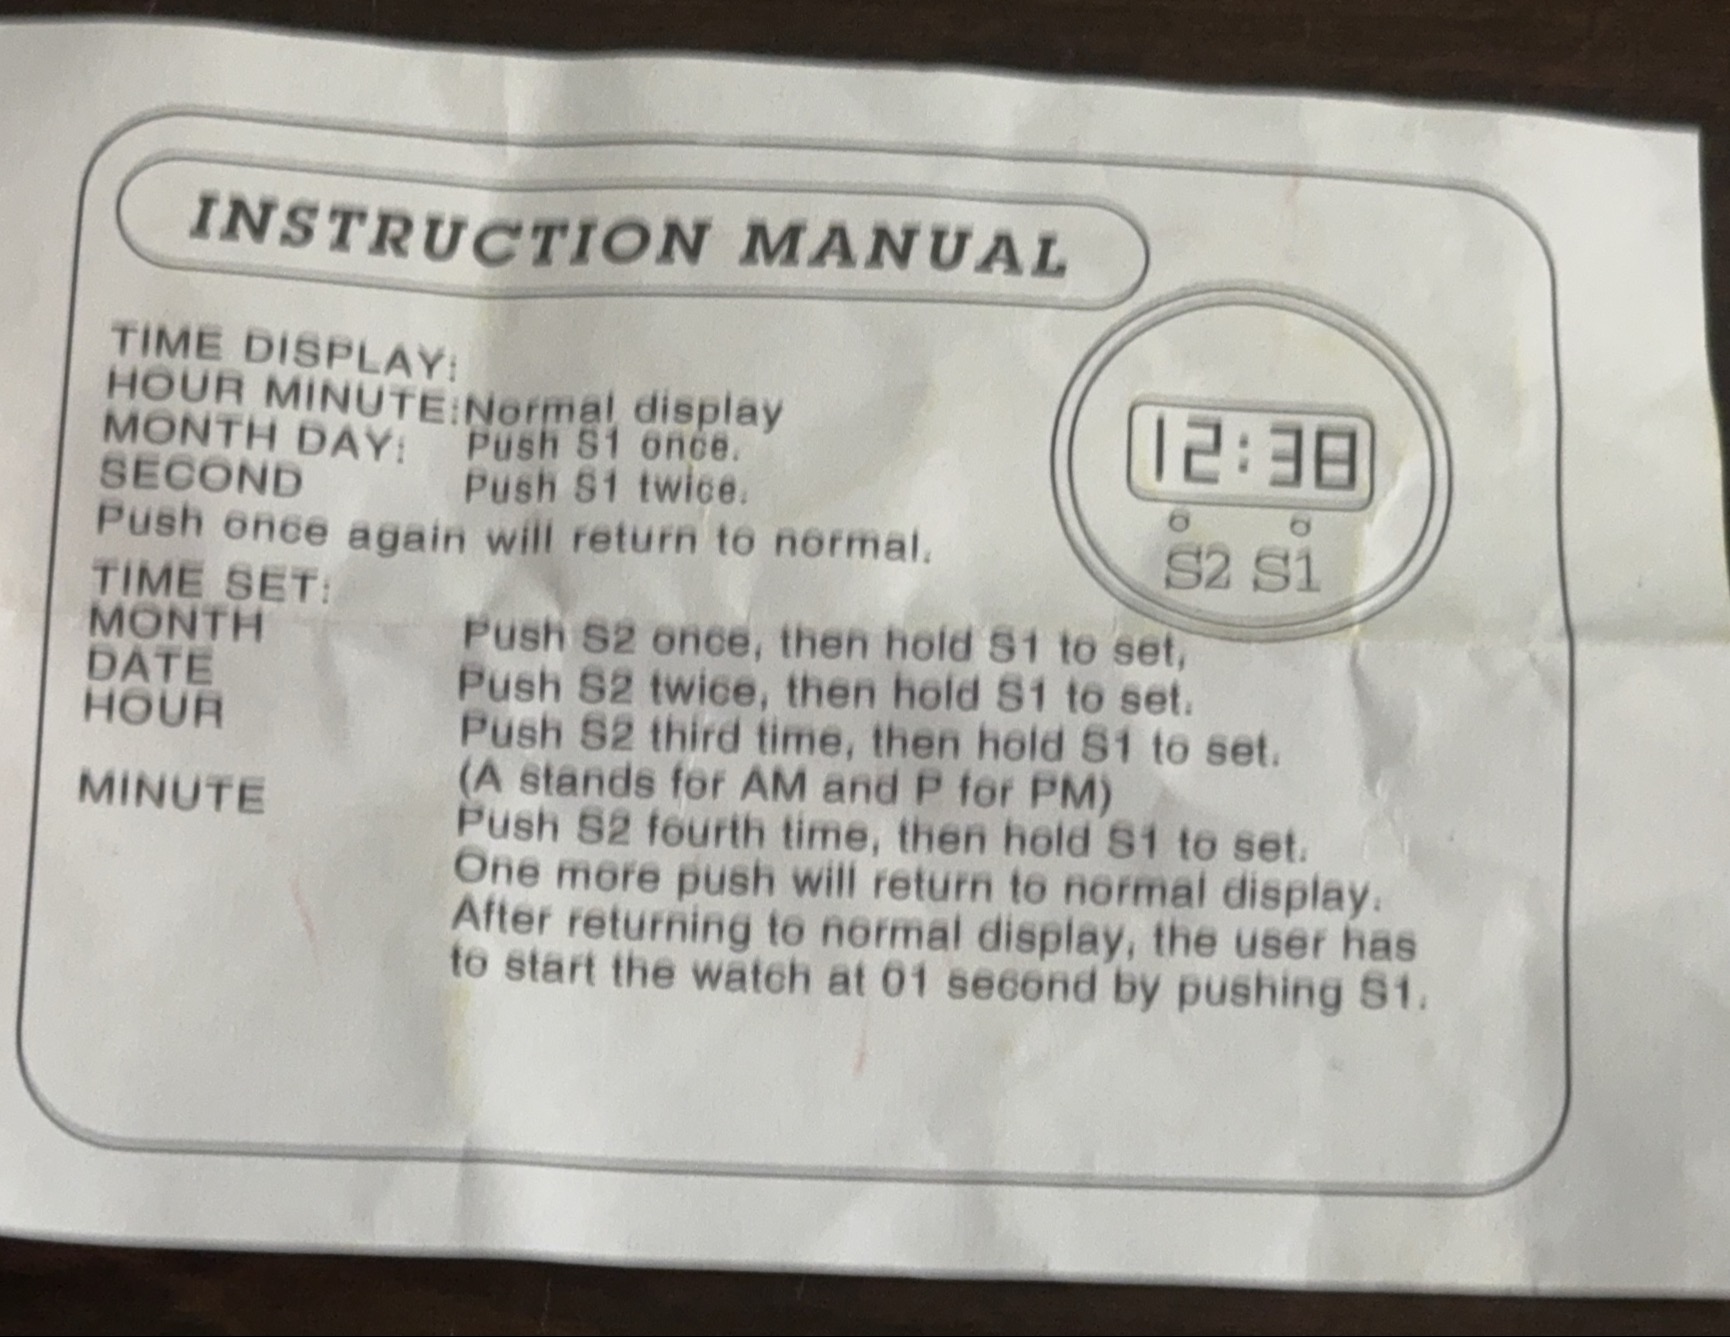 INSTRUCTION MANUAL
TIME DISPLAY:
HOUR MINUTE:Normal display
MONTH DAY: Push S1 once.
SECOND Push S1 twice.
Push once again will return to normal.
12:38
S2 S1
TIME SET:
MONTH Push S2 once, then hold S1 to set,
DATE Push S2 twice, then hold S1 to set.
HOUR Push S2 third time, then hold S1 to set.
(A stands for AM and P for PM)
MINUTE Push S2 fourth time, then hold S1 to set.
One more push will return to normal display.
After returning to normal display, the user has
to start the watch at 01 second by pushing S1.